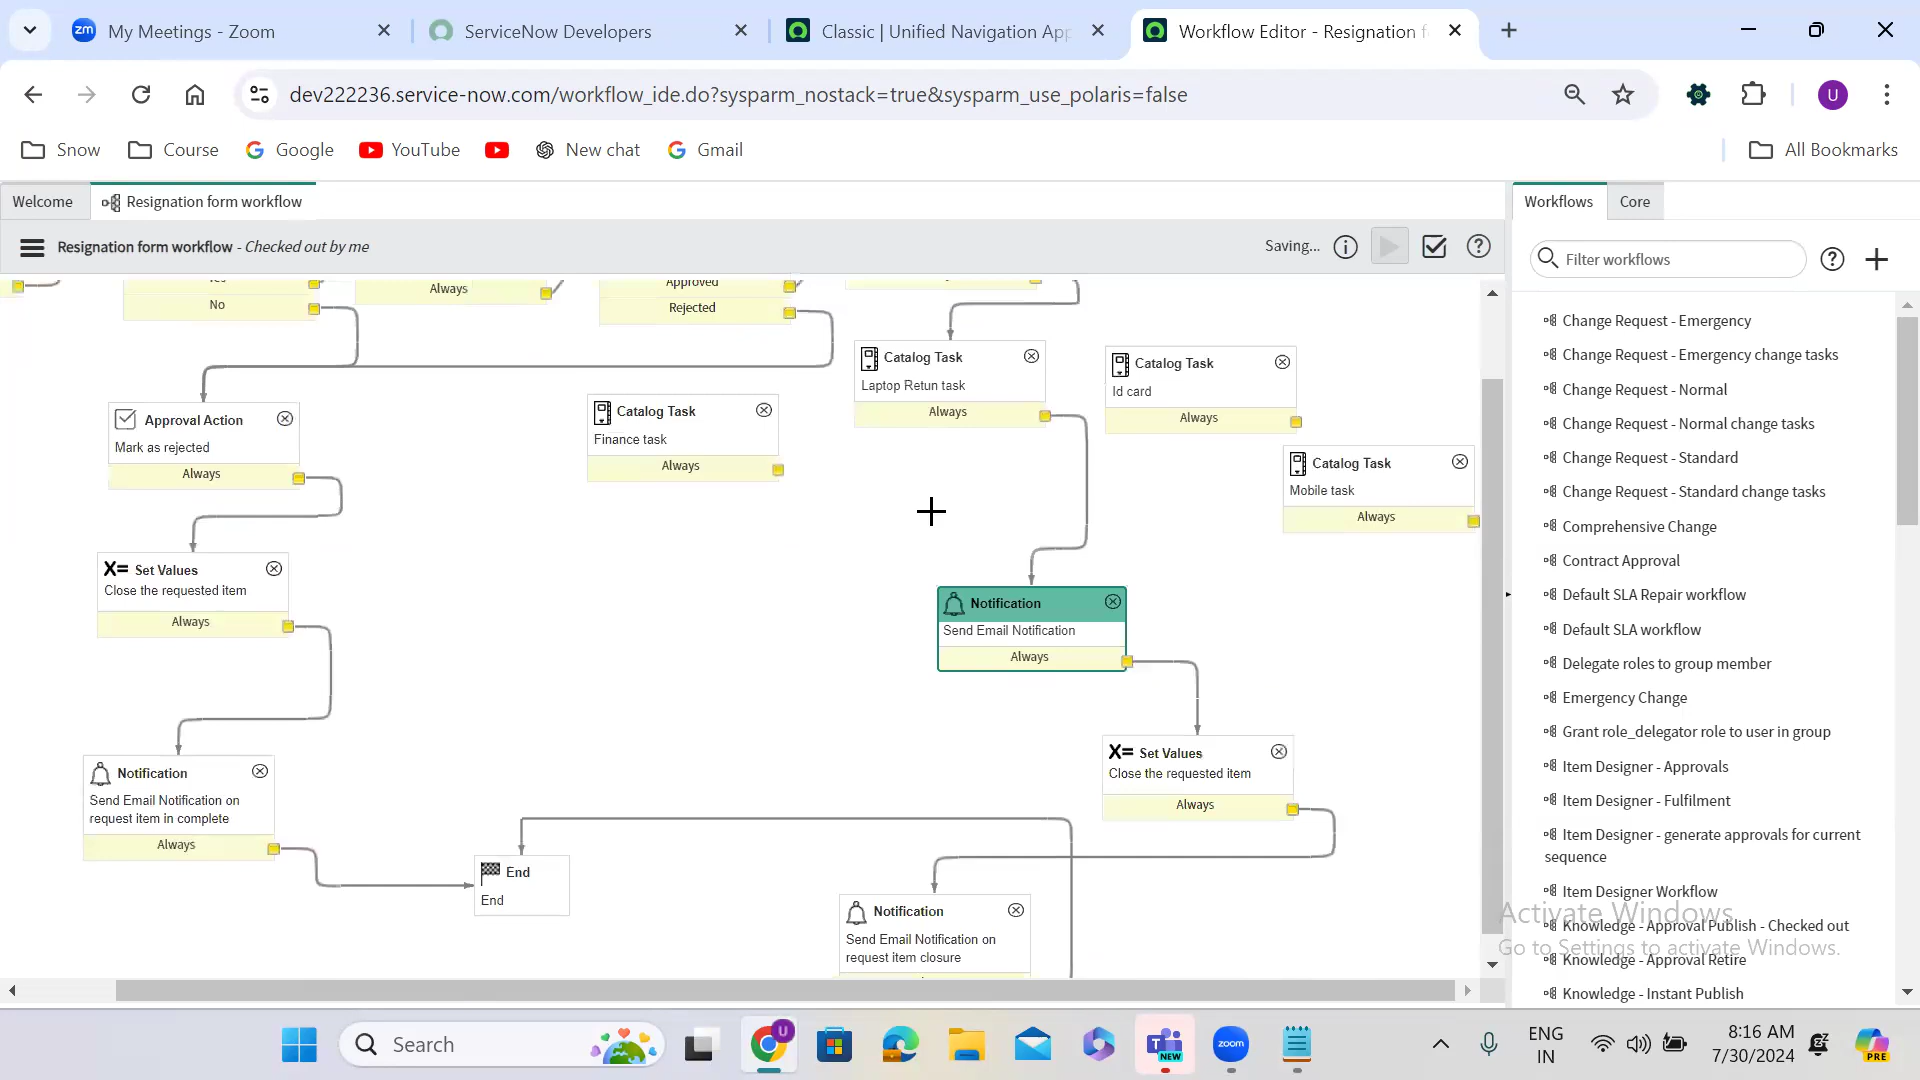 My Meetings - Zoom
ServiceNow Developers
Classic | Unified Navigation App
Workflow Editor - Resignation f
dev222236.service-now.com/workflow_ide.do?sysparm_nostack=true&sysparm_use_polaris=false
U
Snow
Course
Google
YouTube
New chat
Gmail
All Bookmarks
Welcome
Resignation form workflow
Workflows
Core
Resignation form workflow - Checked out by me
Saving...
Filter workflows
No
Always
Approved
Rejected
Catalog Task
Laptop Retun task
Always
Catalog Task
Id card
Always
Approval Action
Mark as rejected
Always
Catalog Task
Finance task
Always
Catalog Task
Mobile task
Always
Set Values
Close the requested item
Always
Notification
Send Email Notification
Always
Set Values
Close the requested item
Always
Notification
Send Email Notification on
request item in complete
Always
End
End
Notification
Send Email Notification on
request item closure
Change Request - Emergency
Change Request - Emergency change tasks
Change Request - Normal
Change Request - Normal change tasks
Change Request - Standard
Change Request - Standard change tasks
Comprehensive Change
Contract Approval
Default SLA Repair workflow
Default SLA workflow
Delegate roles to group member
Emergency Change
Grant role_delegator role to user in group
Item Designer - Approvals
Item Designer - Fulfilment
Item Designer - generate approvals for current
sequence
Item Designer Workflow
Knowledge - Approval Publish - Checked out
Knowledge - Approval Retire
Knowledge - Instant Publish
Activate Windows
Go to Settings to activate Windows.
Search
U
NEW
zoom
ENG
IN
8:16 AM
7/30/2024
PRE